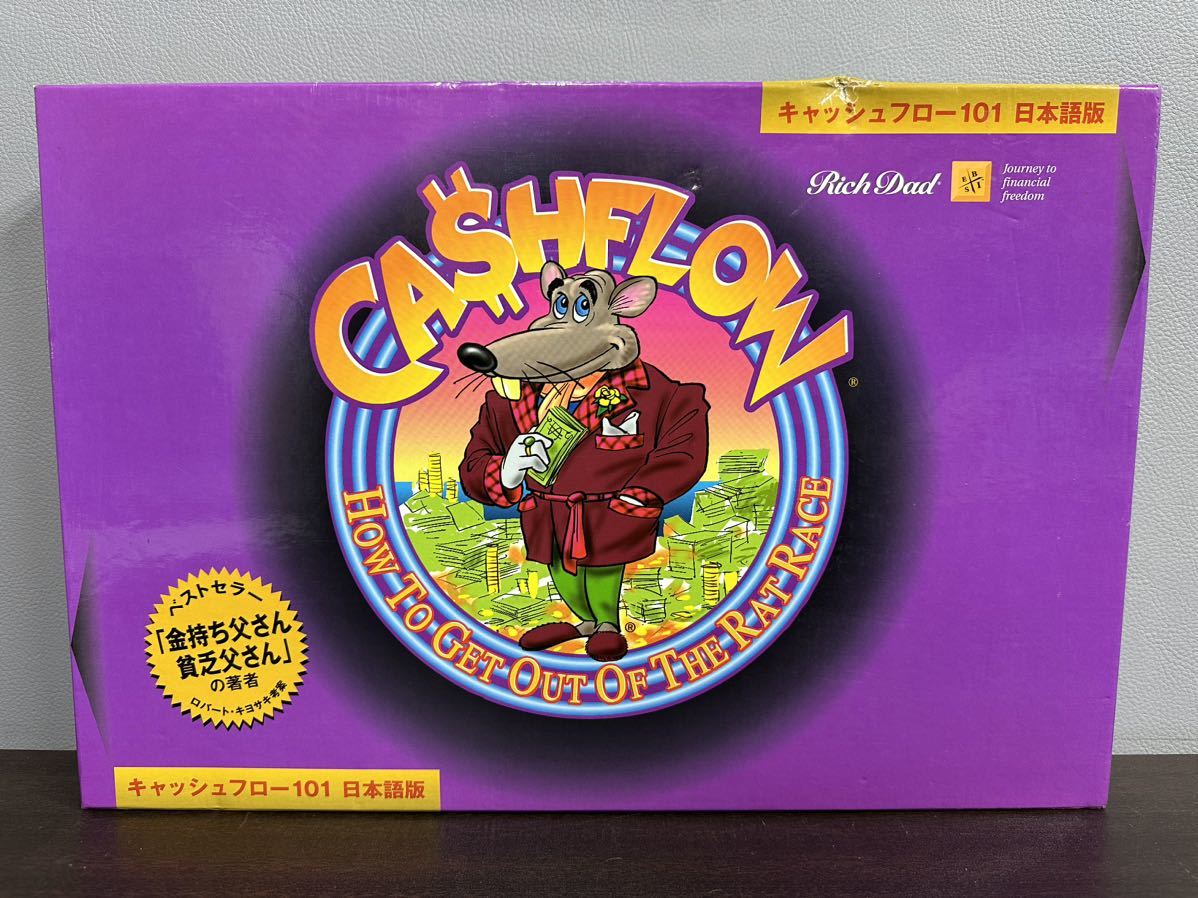 キャッシュフロー101 日本語版
Rich Dad®
E B
S I
Journey to
financial
freedom
CA$HFLOW
®
HOW TO GET OUT OF THE RAT RACE
®
ベストセラー
「金持ち父さん
貧乏父さん」
の著者
ロバート・キヨサキ考案
キャッシュフロー101 日本語版